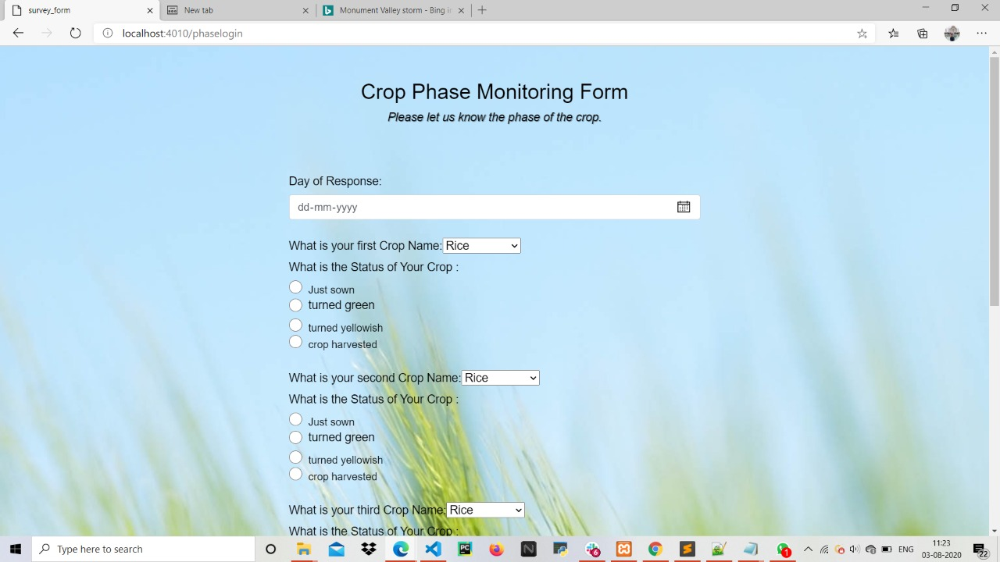 survey_form
New tab
Monument Valley storm - Bing i
localhost:4010/phaselogin
Crop Phase Monitoring Form
Please let us know the phase of the crop.
Day of Response:
dd-mm-yyyy
What is your first Crop Name: Rice
What is the Status of Your Crop :
Just sown
turned green
turned yellowish
crop harvested
What is your second Crop Name: Rice
What is the Status of Your Crop :
Just sown
turned green
turned yellowish
crop harvested
What is your third Crop Name: Rice
What is the Status of Your Crop :
Type here to search
PC
N
6
1
ENG
11:23
03-08-2020
22